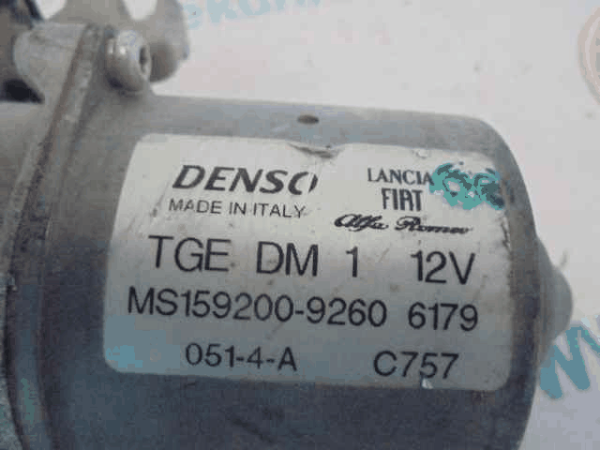 DENSO
MADE IN ITALY
LANCIA
FIAT
Alfa Romeo
TGE DM 1 12V
MS159200-9260 6179
051-4-A C757